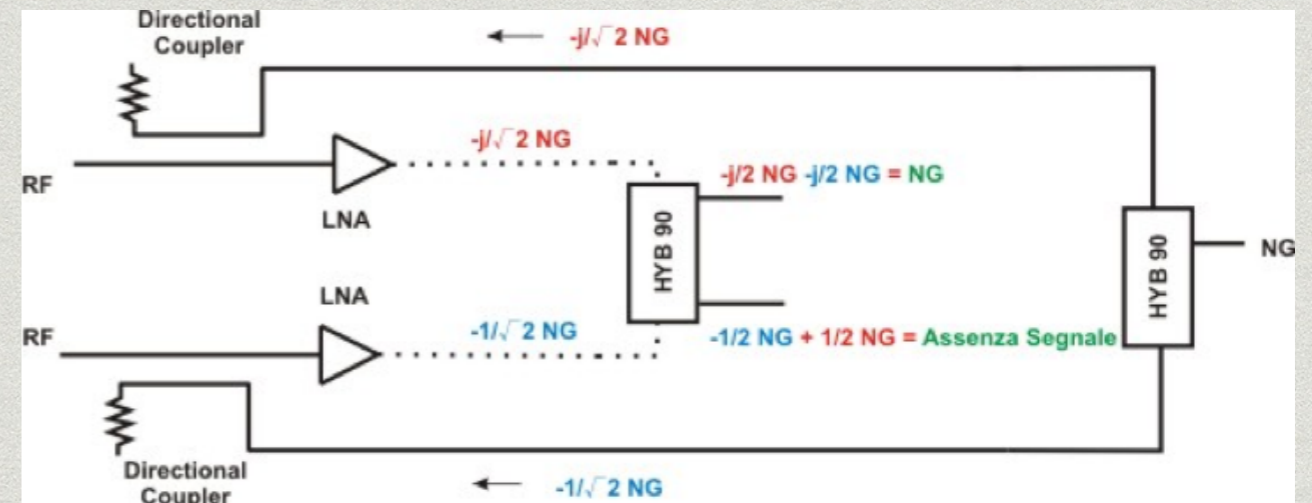 Directional
Coupler
-j/√2 NG
-j/√2 NG
RF
LNA
-j/2 NG -j/2 NG = NG
HYB 90
HYB 90
NG
LNA
RF
-1/√2 NG
-1/2 NG + 1/2 NG = Assenza Segnale
Directional
Coupler
-1/√2 NG